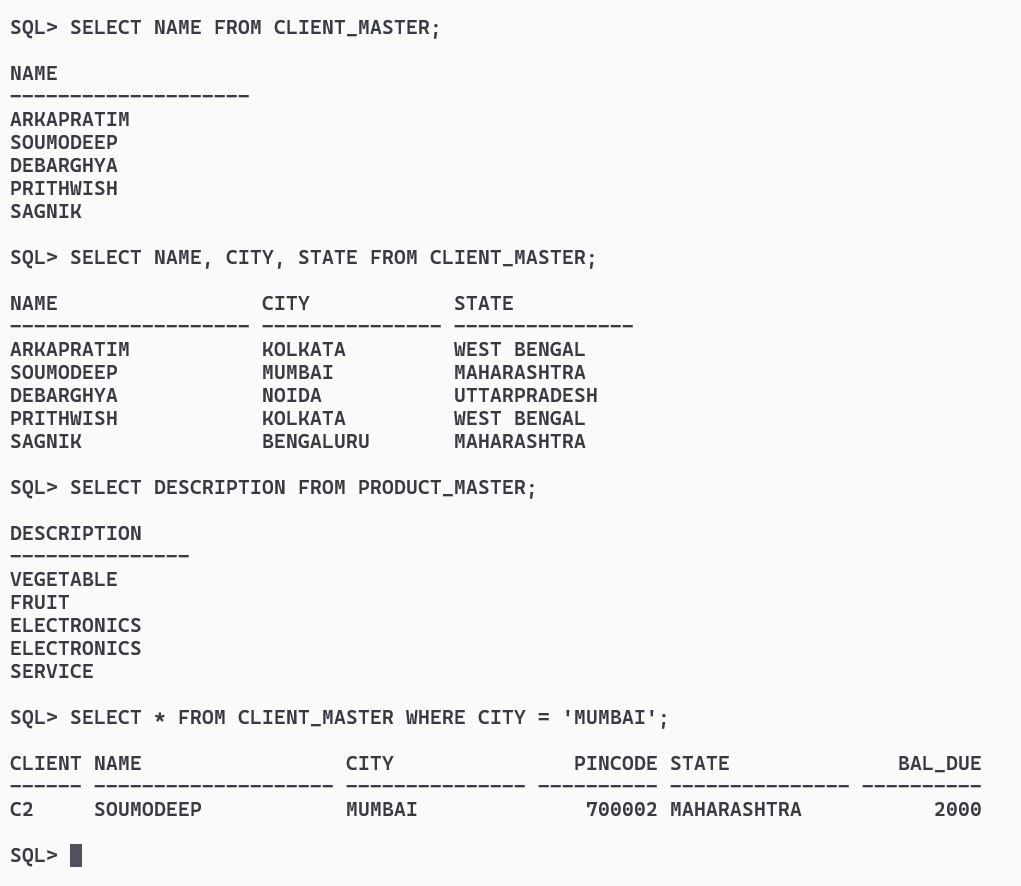 SQL> SELECT NAME FROM CLIENT_MASTER;
NAME
--------------------
ARKAPRATIM
SOUMODEEP
DEBARGHYA
PRITHWISH
SAGNIK
SQL> SELECT NAME, CITY, STATE FROM CLIENT_MASTER;
NAME                 CITY            STATE
-------------------- --------------- ---------------
ARKAPRATIM           KOLKATA         WEST BENGAL
SOUMODEEP            MUMBAI          MAHARASHTRA
DEBARGHYA            NOIDA           UTTARPRADESH
PRITHWISH            KOLKATA         WEST BENGAL
SAGNIK               BENGALURU       MAHARASHTRA
SQL> SELECT DESCRIPTION FROM PRODUCT_MASTER;
DESCRIPTION
---------------
VEGETABLE
FRUIT
ELECTRONICS
ELECTRONICS
SERVICE
SQL> SELECT * FROM CLIENT_MASTER WHERE CITY = 'MUMBAI';
CLIENT NAME                 CITY               PINCODE STATE              BAL_DUE
------ -------------------- --------------- ---------- --------------- ----------
C2     SOUMODEEP            MUMBAI              700002 MAHARASHTRA           2000
SQL>